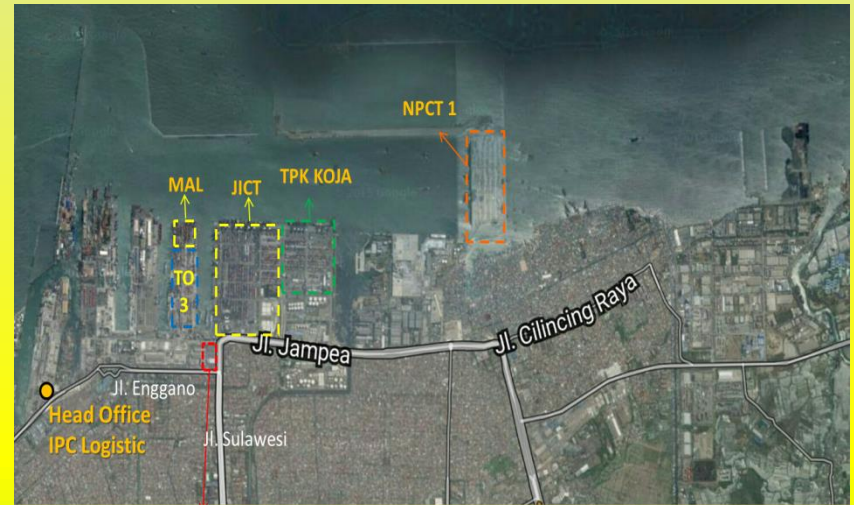 NPCT 1
MAL
JICT
TPK KOJA
TO
3
Jl. Jampea
Jl. Cilincing Raya
Jl. Enggano
Head Office
IPC Logistic
Jl. Sulawesi